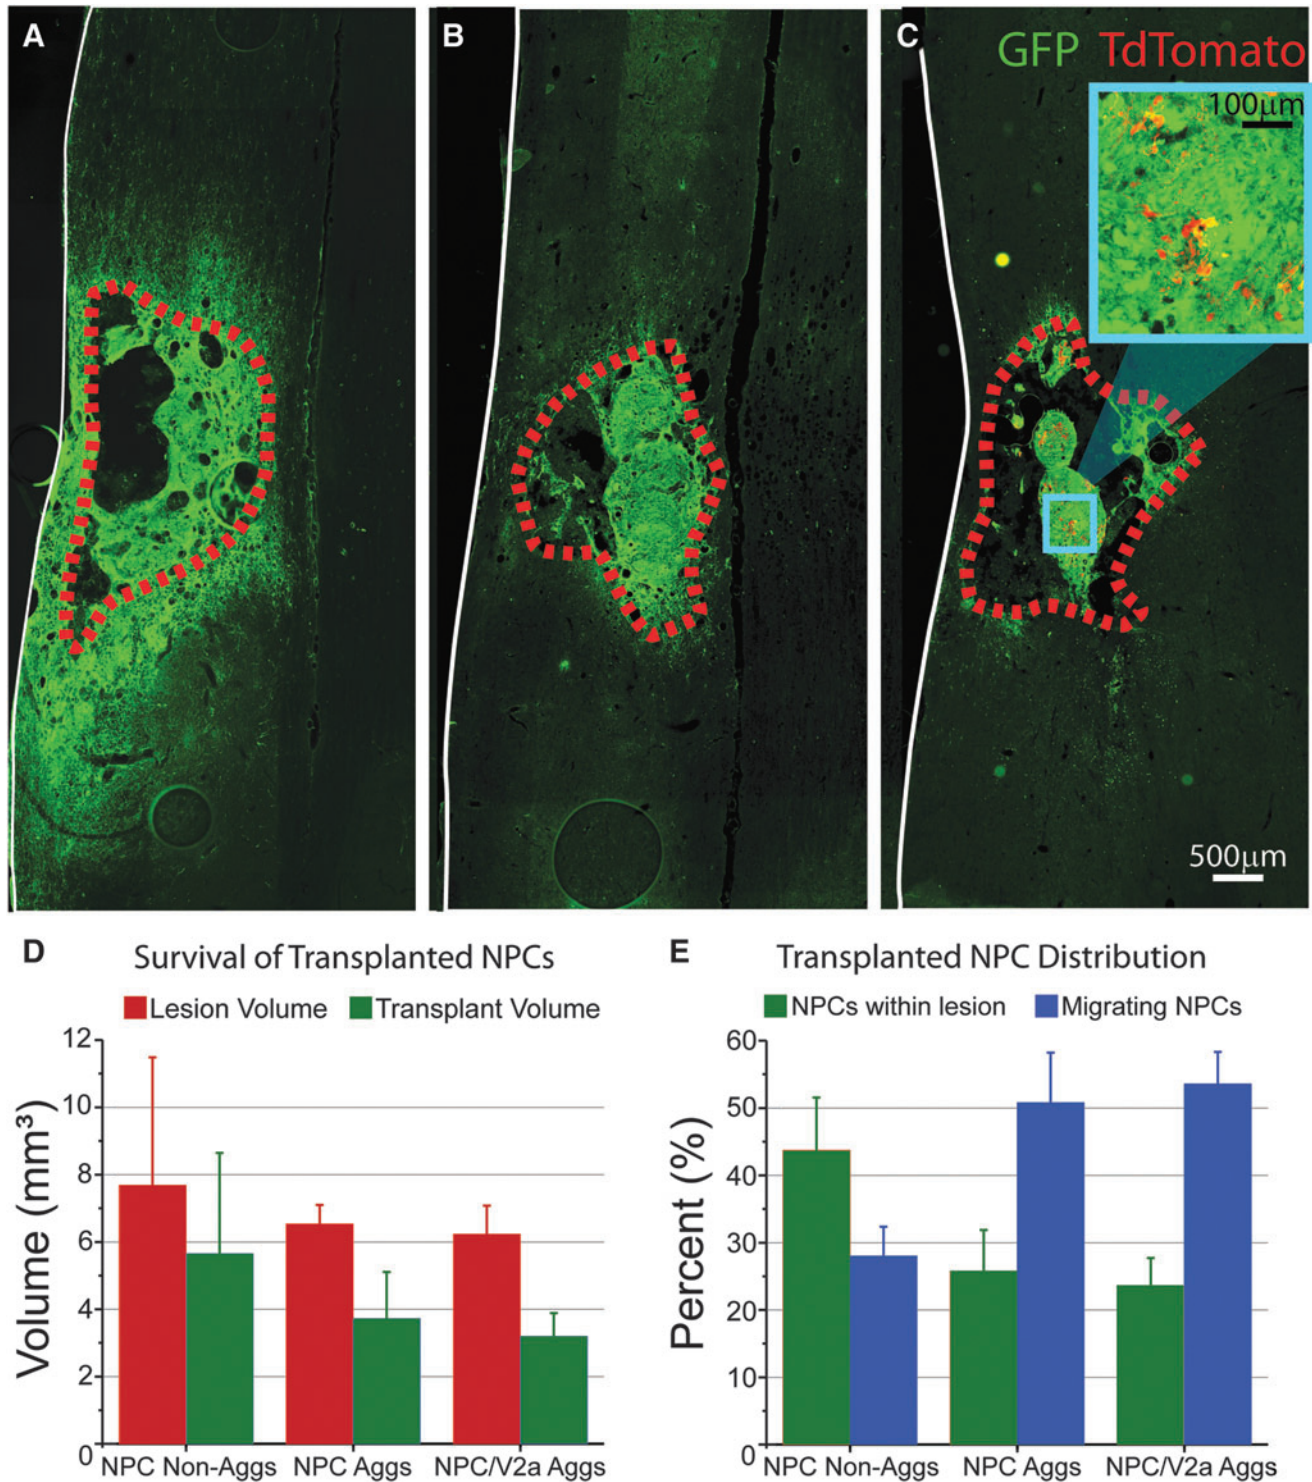 A
B
C
GFP TdTomato
100µm
500µm
D
Survival of Transplanted NPCs
Lesion Volume
Transplant Volume
Volume (mm³)
12
10
8
6
4
2
0
NPC Non-Aggs
NPC Aggs
NPC/V2a Aggs
E
Transplanted NPC Distribution
NPCs within lesion
Migrating NPCs
Percent (%)
60
50
40
30
20
10
0
NPC Non-Aggs
NPC Aggs
NPC/V2a Aggs